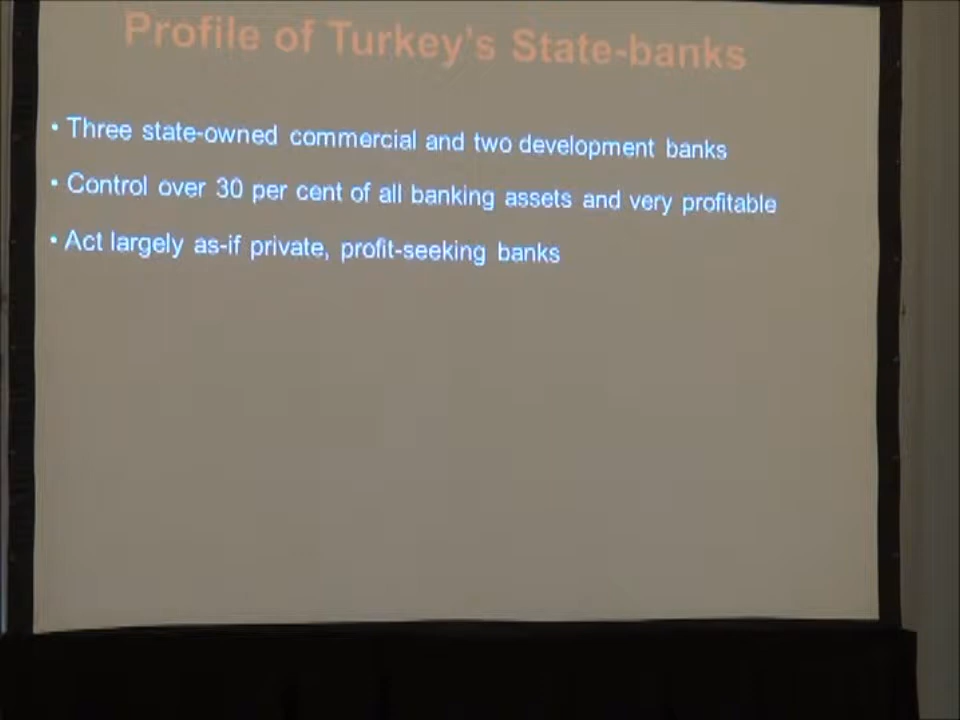 Profile of Turkey's State-banks
• Three state-owned commercial and two development banks
• Control over 30 per cent of all banking assets and very profitable
• Act largely as-if private, profit-seeking banks